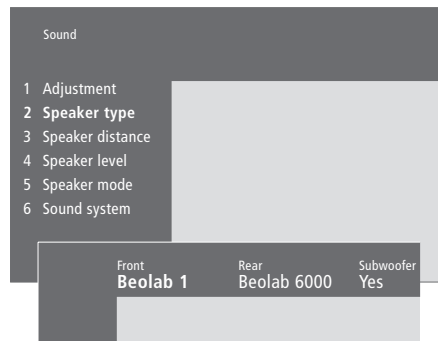 Sound
1 Adjustment
2 Speaker type
3 Speaker distance
4 Speaker level
5 Speaker mode
6 Sound system
Front Rear Subwoofer
Beolab 1 Beolab 6000 Yes